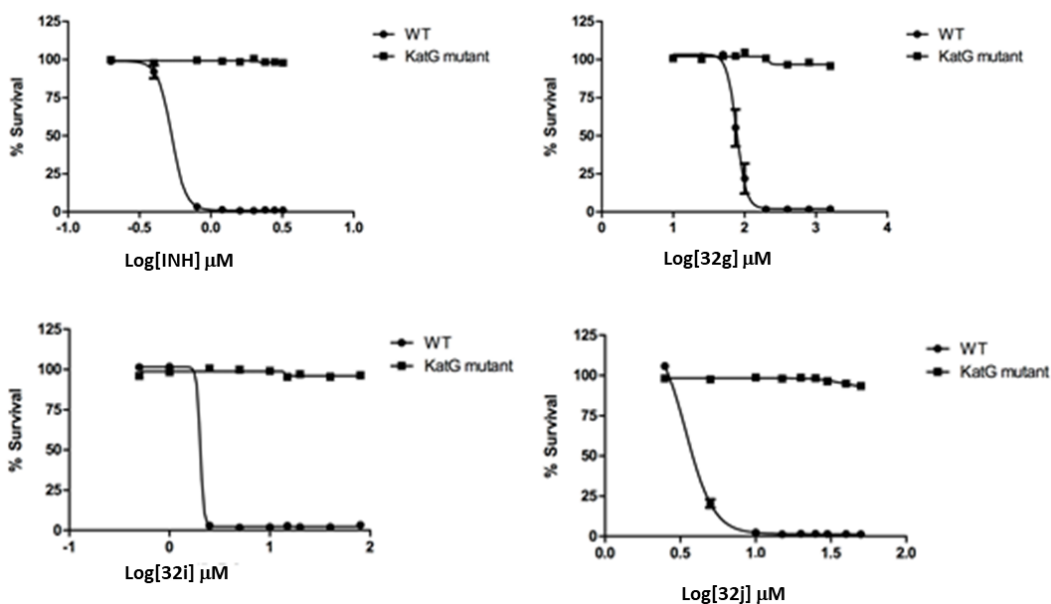 125
100
75
50
25
0
% Survival
-1.0 -0.5 0.0 0.5 1.0
Log[INH] μM
WT
KatG mutant
125
100
75
50
25
0
% Survival
0 1 2 3 4
Log[32g] μM
WT
KatG mutant
125
100
75
50
25
0
% Survival
-1 0 1 2
Log[32i] μM
WT
KatG mutant
125
100
75
50
25
0
% Survival
0.0 0.5 1.0 1.5 2.0
Log[32j] μM
WT
KatG mutant